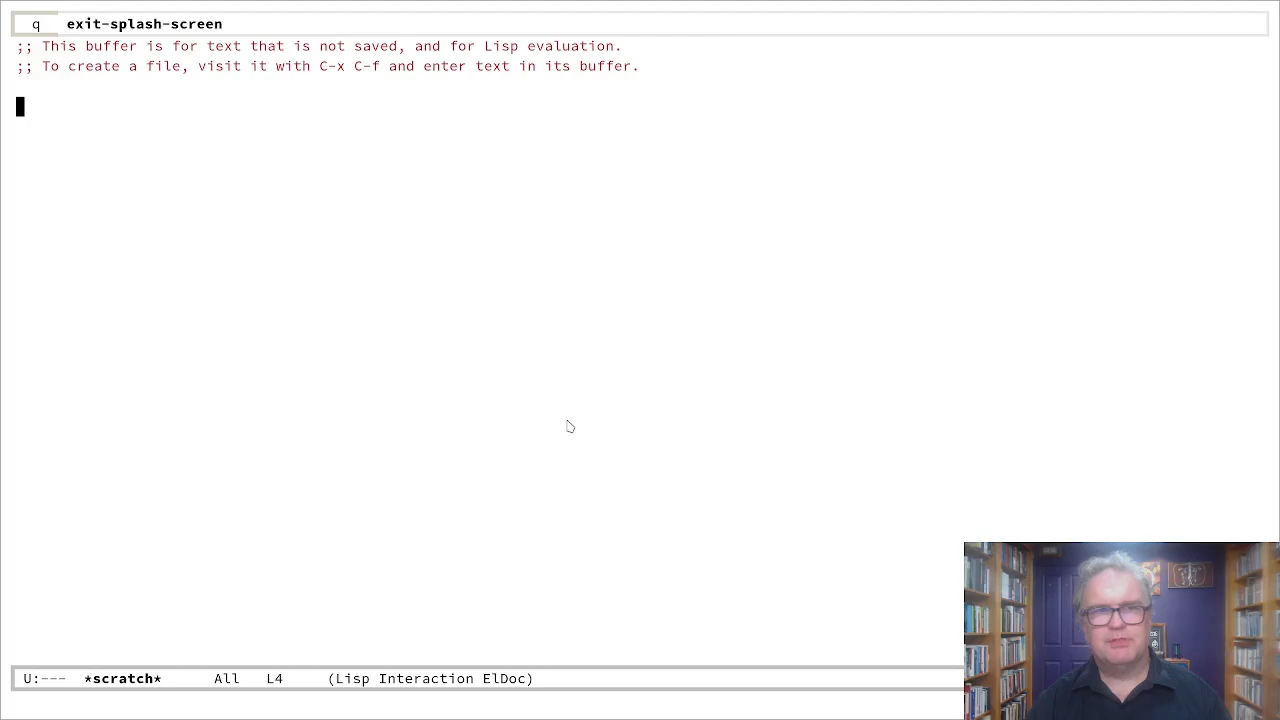 q exit-splash-screen
;; This buffer is for text that is not saved, and for Lisp evaluation.
;; To create a file, visit it with C-x C-f and enter text in its buffer.
U:--- *scratch* All L4 (Lisp Interaction ElDoc)